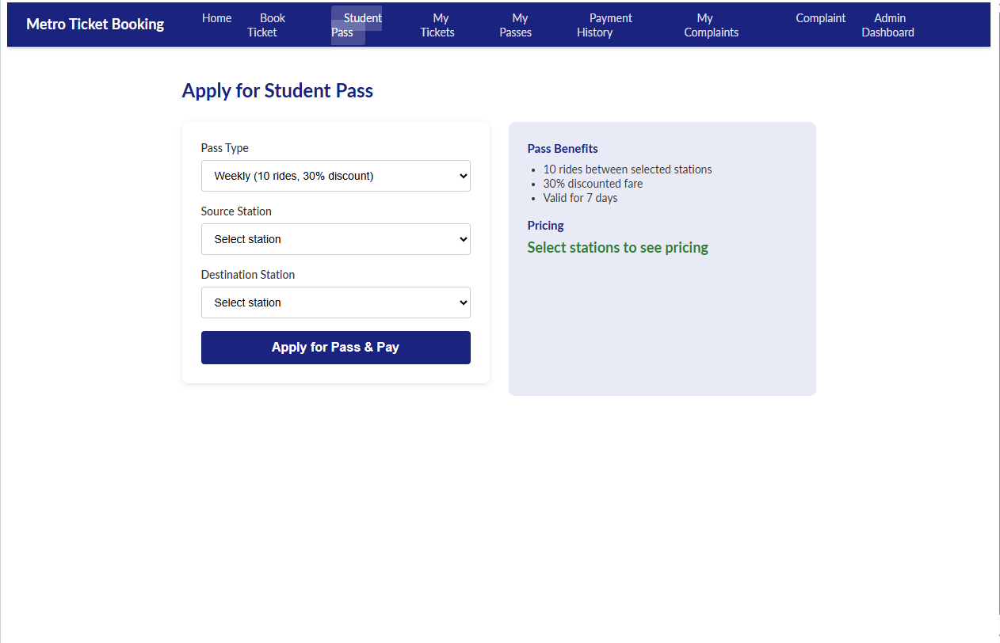 Metro Ticket Booking
Home
Book
Ticket
Student
Pass
My
Tickets
My
Passes
Payment
History
My
Complaints
Complaint
Admin
Dashboard
Apply for Student Pass
Pass Type
Weekly (10 rides, 30% discount)
Source Station
Select station
Destination Station
Select station
Apply for Pass & Pay
Pass Benefits
10 rides between selected stations
30% discounted fare
Valid for 7 days
Pricing
Select stations to see pricing